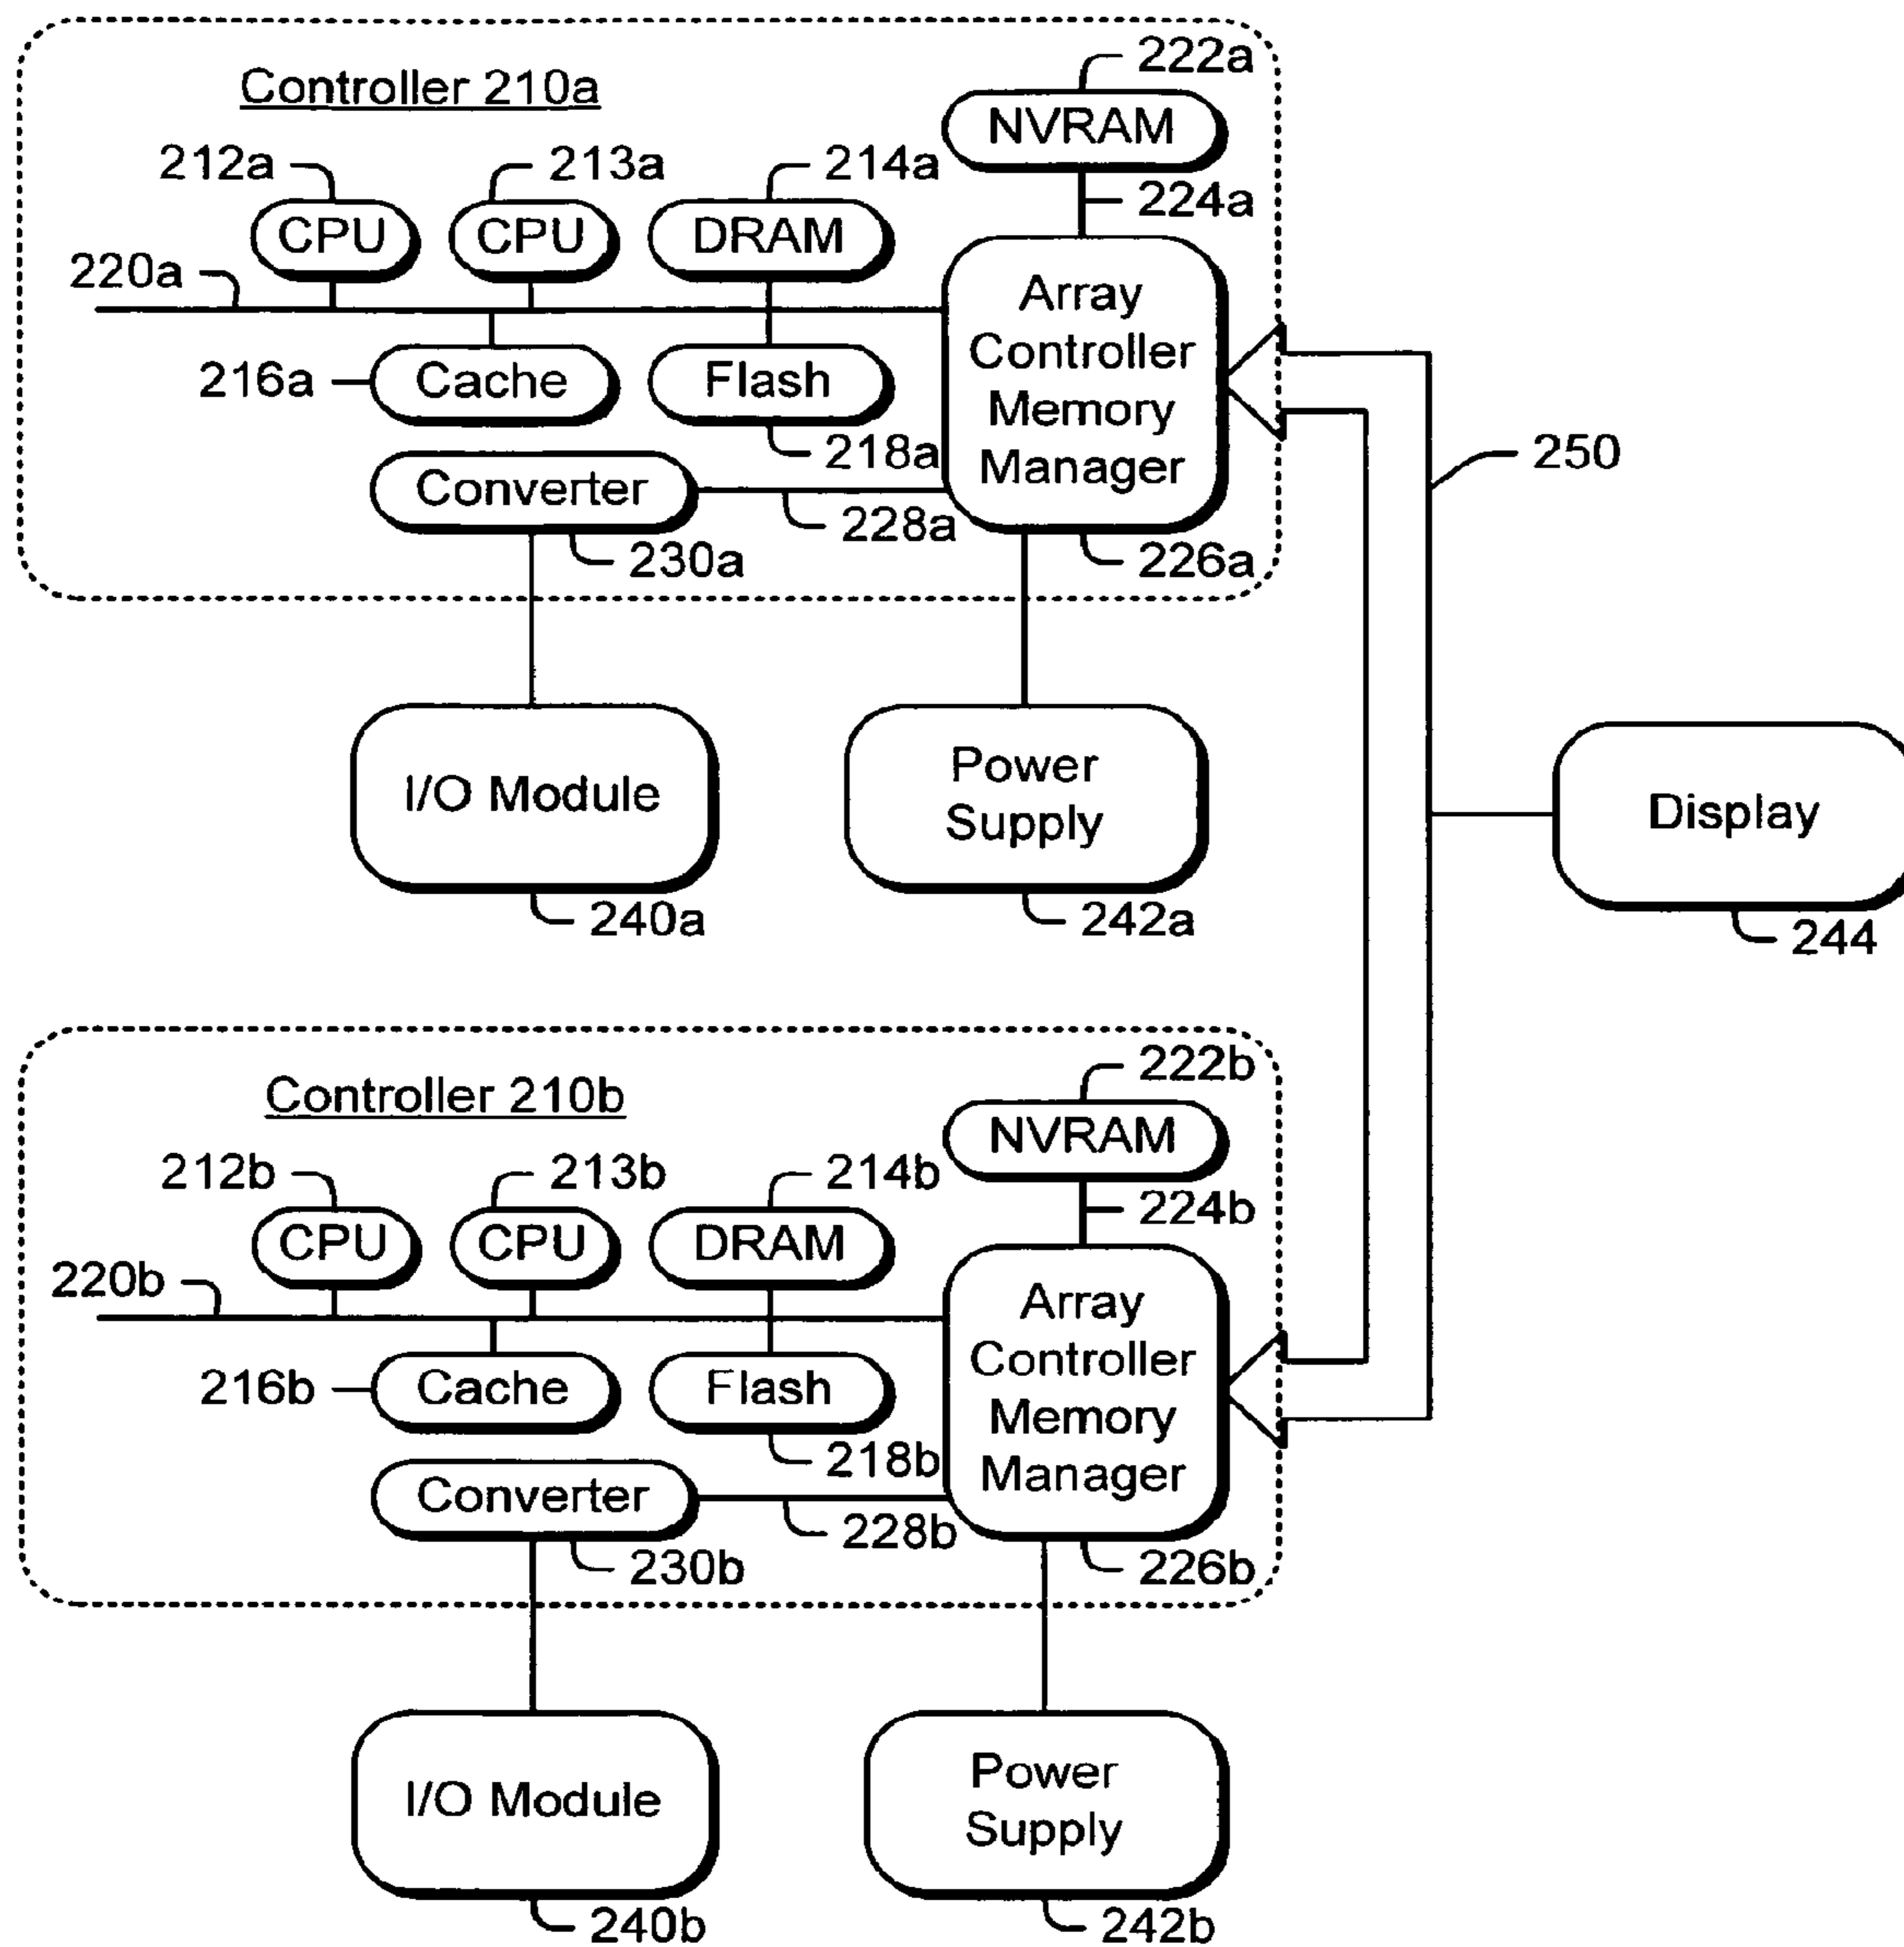 222a
Controller 210a
NVRAM
212a
213a
214a
224a
CPU
CPU
DRAM
220a
Array
Controller
Memory
Manager
216a
Cache
Flash
218a
250
Converter
228a
230a
226a
I/O Module
Power
Supply
Display
240a
242a
244
222b
Controller 210b
NVRAM
212b
213b
214b
224b
CPU
CPU
DRAM
220b
Array
Controller
Memory
Manager
216b
Cache
Flash
218b
Converter
228b
230b
226b
I/O Module
Power
Supply
240b
242b